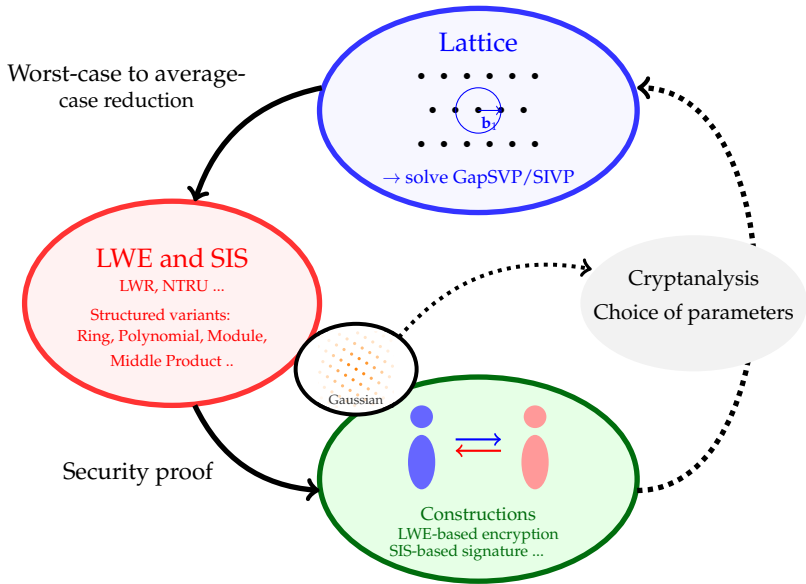 Lattice
b₁
→ solve GapSVP/SIVP
Worst-case to average-
case reduction
LWE and SIS
LWR, NTRU ...
Structured variants:
Ring, Polynomial, Module,
Middle Product ..
Cryptanalysis
Choice of parameters
Gaussian
Security proof
Constructions
LWE-based encryption
SIS-based signature ...